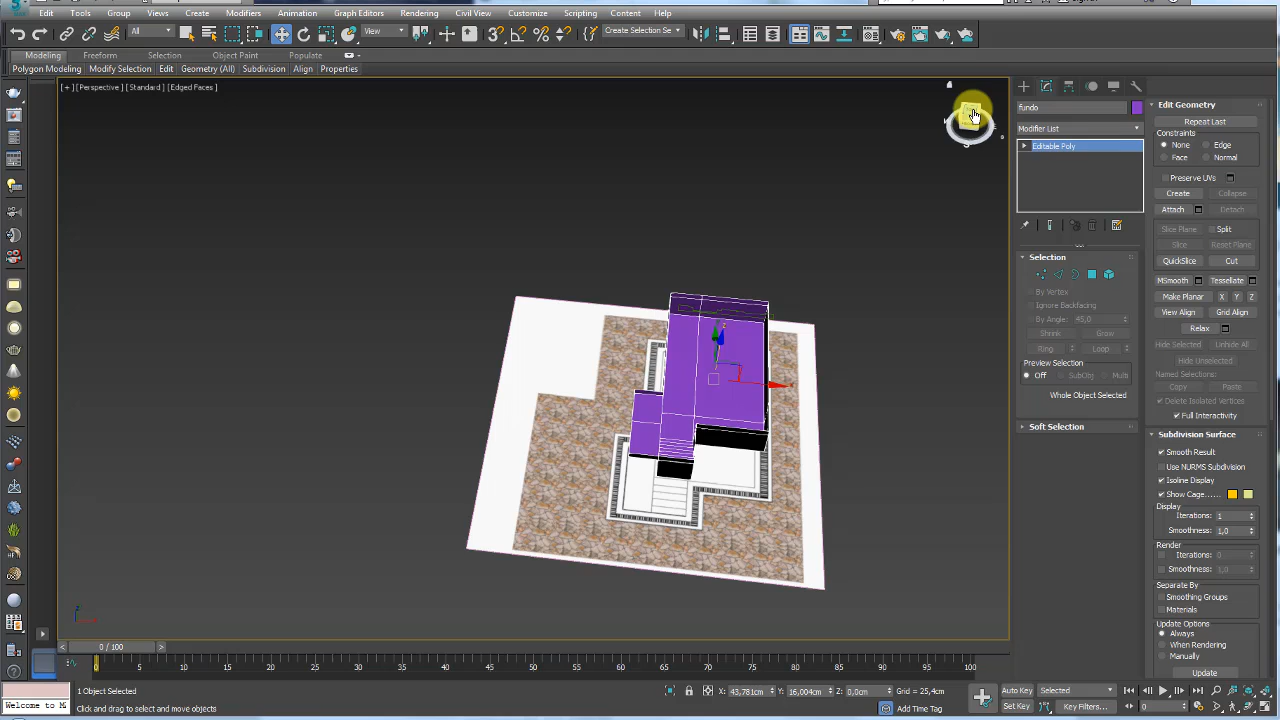 Edit Tools Group Views Create Modifiers Animation Graph Editors Rendering Civil View Customize Scripting Content Help
All View Create Selection Se
Modeling Freeform Selection Object Paint Populate
Polygon Modeling Modify Selection Edit Geometry (All) Subdivision Align Properties
[+] [Perspective] [Standard] [Edged Faces]
fundo
Modifier List
Editable Poly
Selection
By Vertex
Ignore Backfacing
By Angle: 45,0
Shrink Grow
Ring Loop
Preview Selection
Off SubObj Multi
Whole Object Selected
Soft Selection
Edit Geometry
Repeat Last
Constraints
None Edge
Face Normal
Preserve UVs
Create Collapse
Attach Detach
Slice Plane Split
Slice Reset Plane
QuickSlice Cut
MSmooth Tessellate
Make Planar X Y Z
View Align Grid Align
Relax
Hide Selected Unhide All
Hide Unselected
Named Selections:
Copy Paste
Delete Isolated Vertices
Full Interactivity
Subdivision Surface
Smooth Result
Use NURMS Subdivision
Isoline Display
Show Cage......
Display
Iterations: 1
Smoothness: 1,0
Render
Iterations: 0
Smoothness: 1,0
Separate By
Smoothing Groups
Materials
Update Options
Always
When Rendering
Manually
Update
0 / 100
0 5 10 15 20 25 30 35 40 45 50 55 60 65 70 75 80 85 90 95 100
1 Object Selected X: 43,781cm Y: 16,004cm Z: 0,0cm Grid = 25,4cm Auto Key Selected
Welcome to M Click and drag to select and move objects Add Time Tag Set Key Key Filters... 0